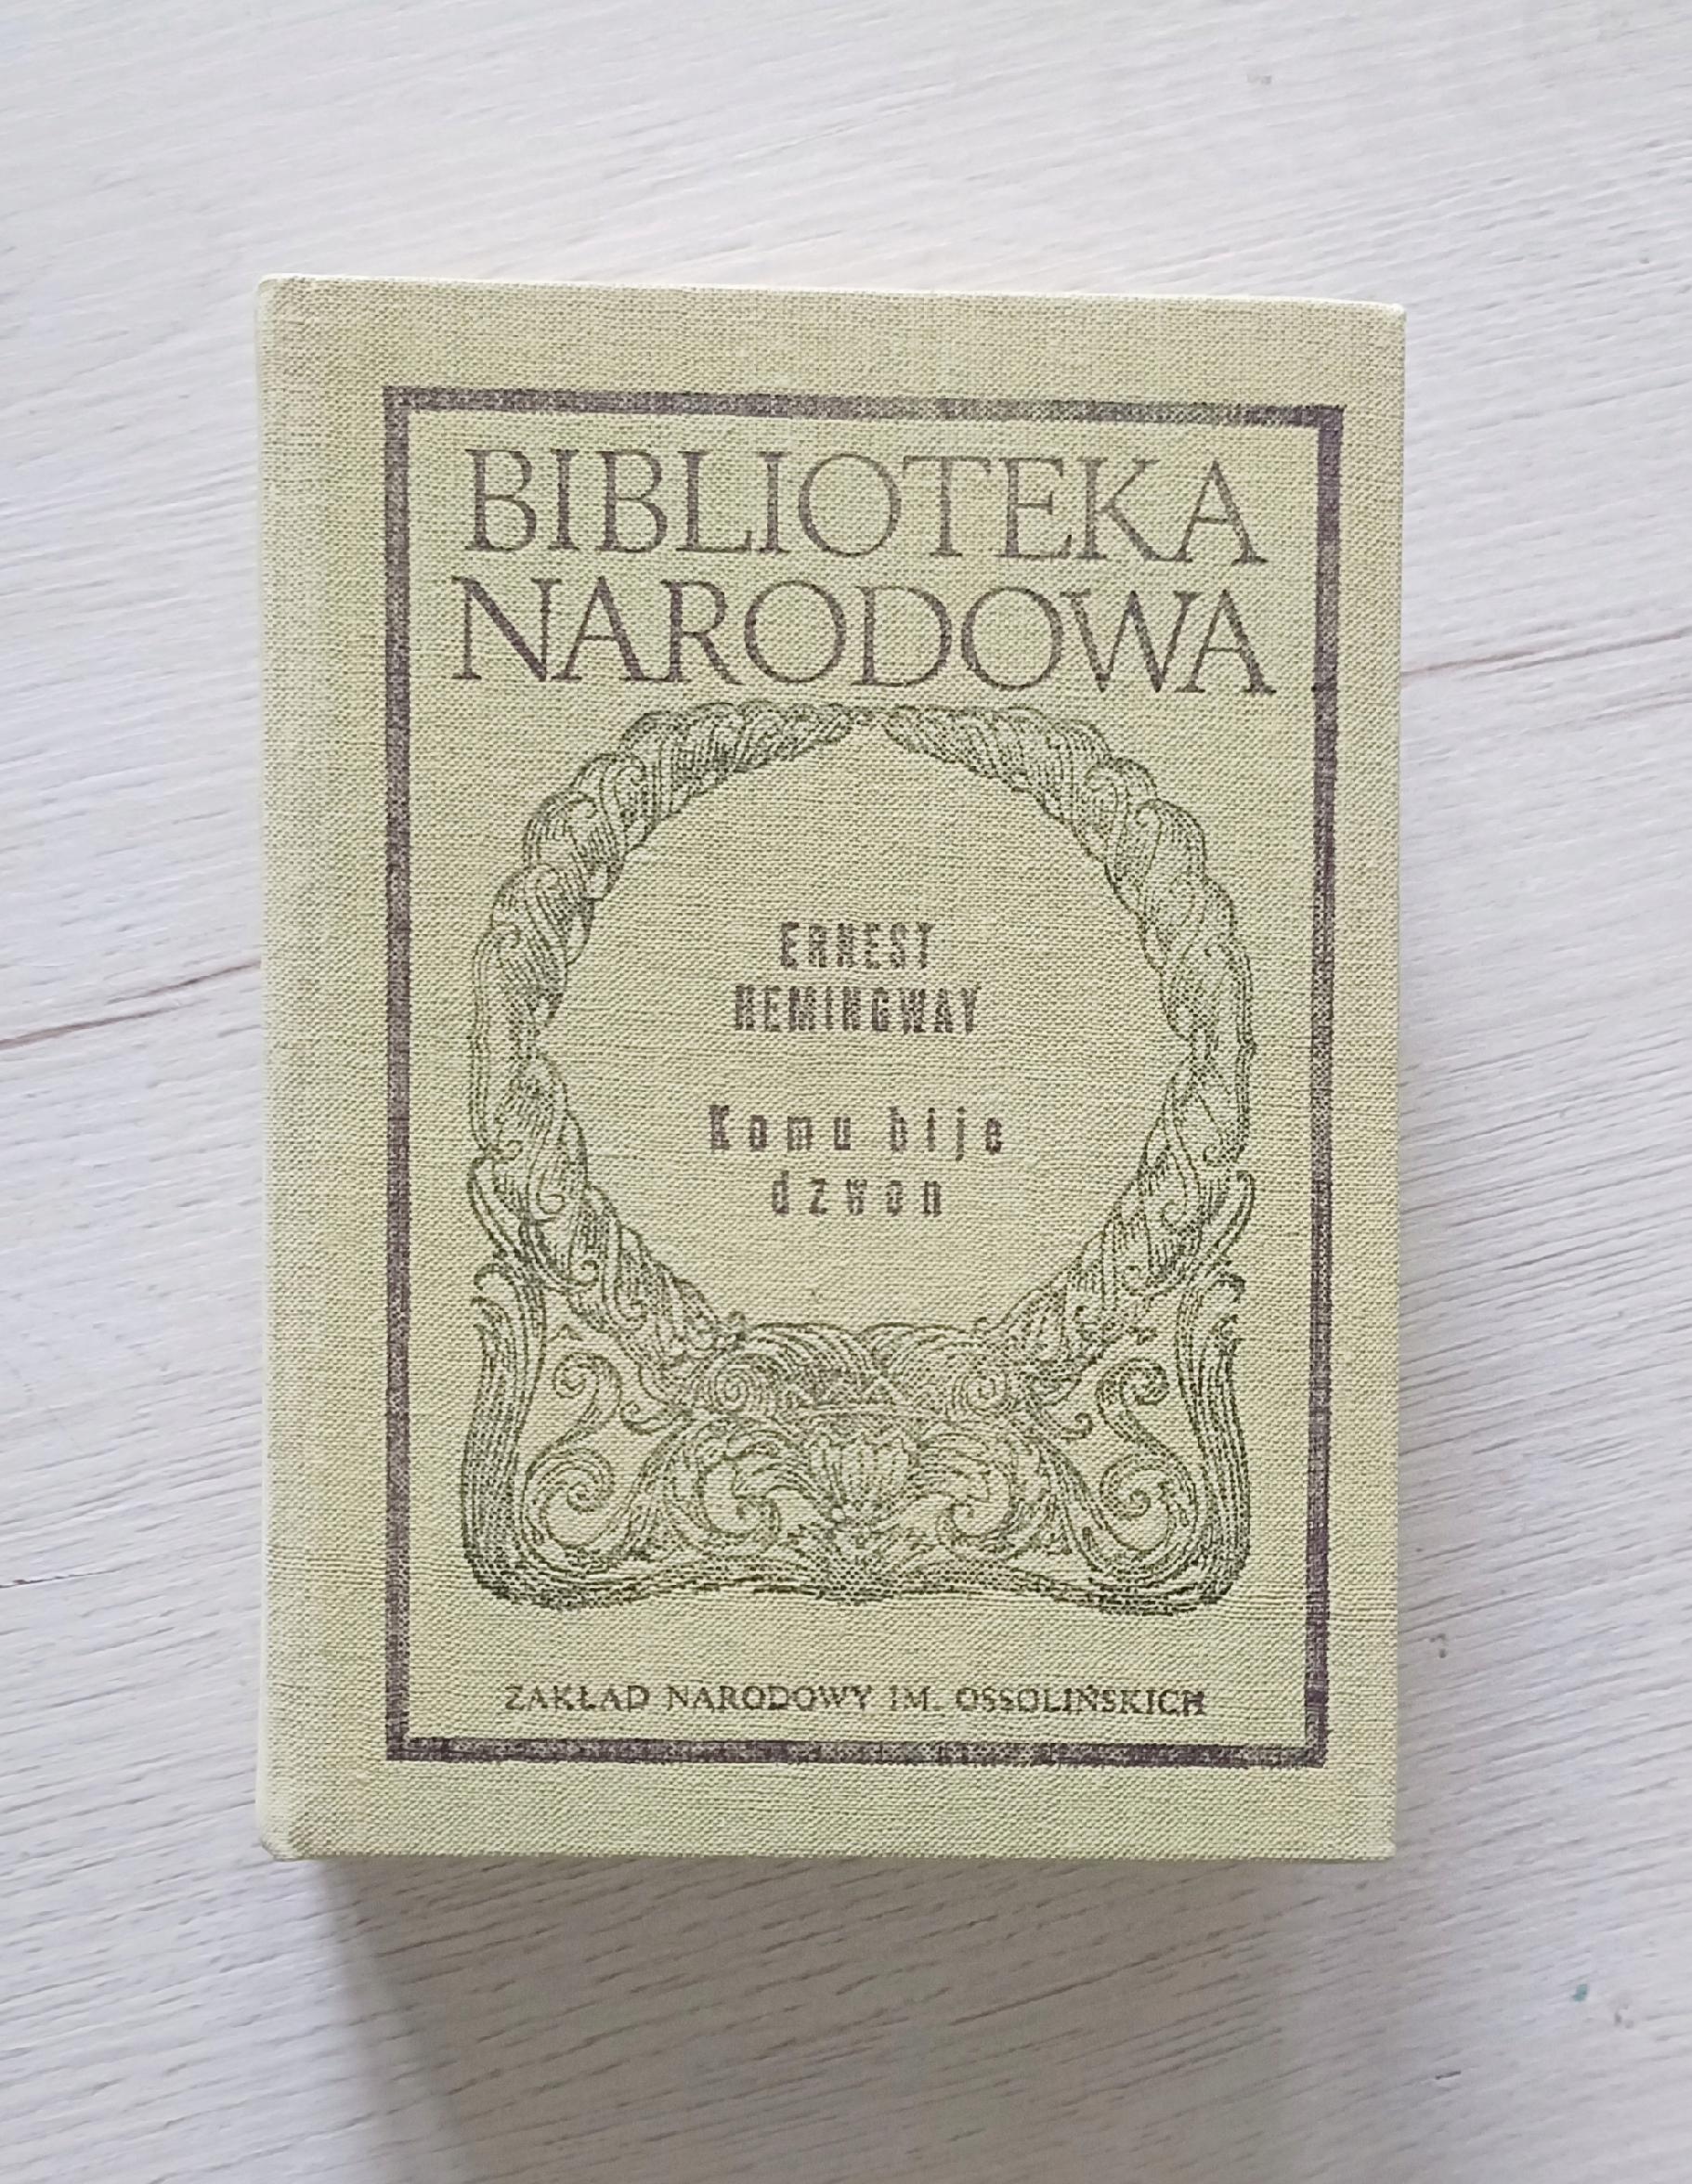 BIBLIOTEKA
NARODOWA
ERNEST
HEMINGWAY
Komu bije
dzwon
ZAKŁAD NARODOWY IM. OSSOLIŃSKICH